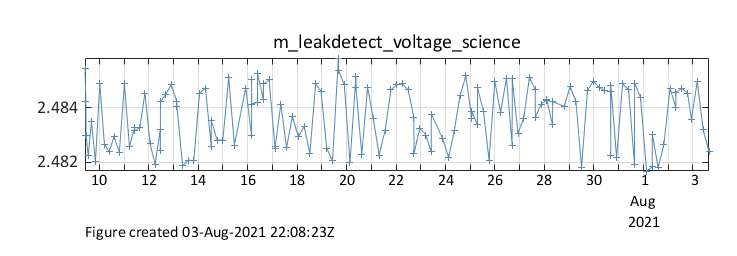 m_leakdetect_voltage_science
2.484
2.482
10 12 14 16 18 20 22 24 26 28 30 1 3
Aug
2021
Figure created 03-Aug-2021 22:08:23Z